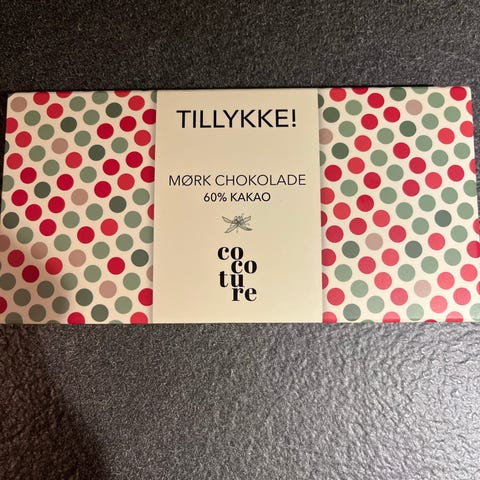 TILLYKKE!
MØRK CHOKOLADE
60% KAKAO
co
co
tu
re